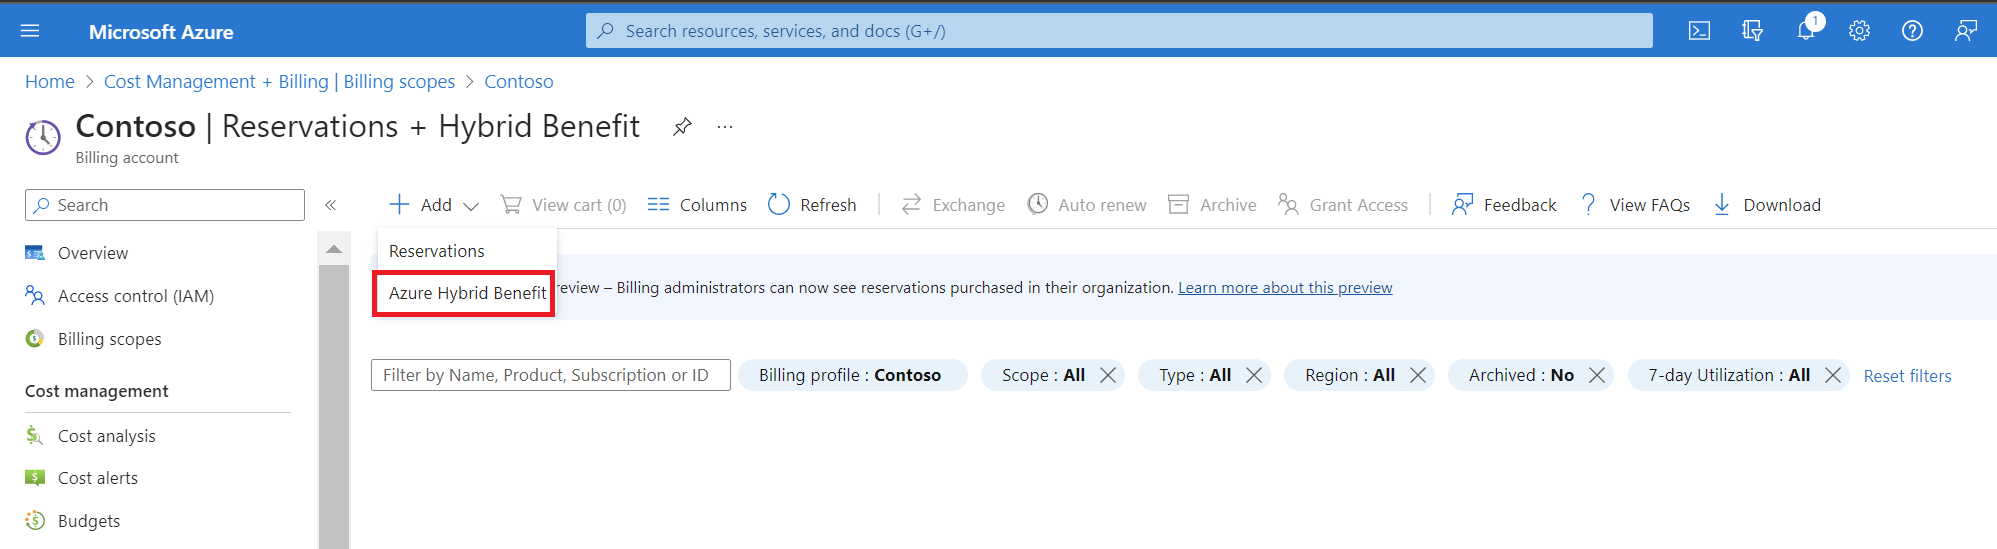 Microsoft Azure
Search resources, services, and docs (G+/)
1
Home > Cost Management + Billing | Billing scopes > Contoso
Contoso | Reservations + Hybrid Benefit
Billing account
Search
«
Add
View cart (0)
Columns
Refresh
Exchange
Auto renew
Archive
Grant Access
Feedback
View FAQs
Download
Overview
Access control (IAM)
Billing scopes
Cost management
Cost analysis
Cost alerts
Budgets
Reservations
Azure Hybrid Benefit
review – Billing administrators can now see reservations purchased in their organization. Learn more about this preview
Filter by Name, Product, Subscription or ID
Billing profile : Contoso
Scope : All
Type : All
Region : All
Archived : No
7-day Utilization : All
Reset filters